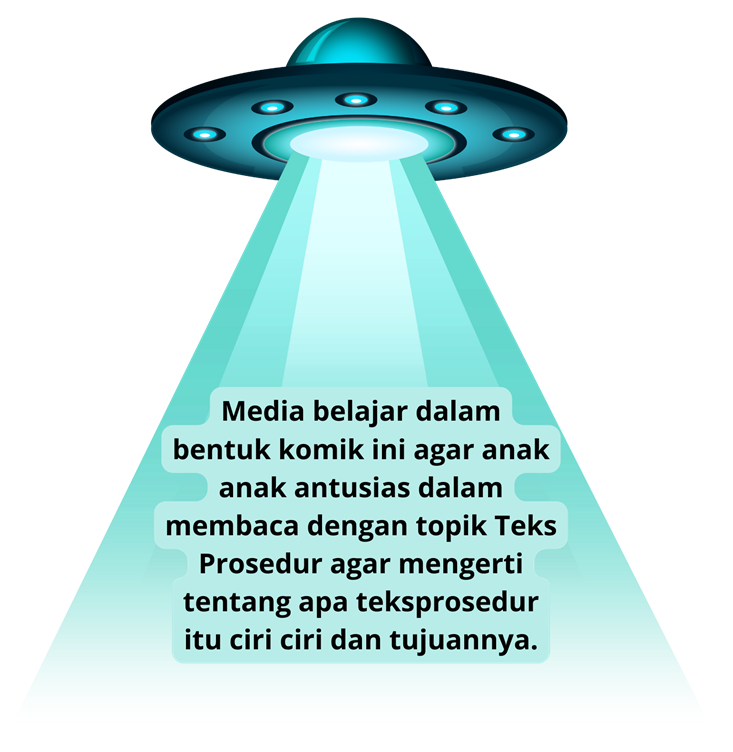 Media belajar dalam
bentuk komik ini agar anak
anak antusias dalam
membaca dengan topik Teks
Prosedur agar mengerti
tentang apa teksprosedur
itu ciri ciri dan tujuannya.